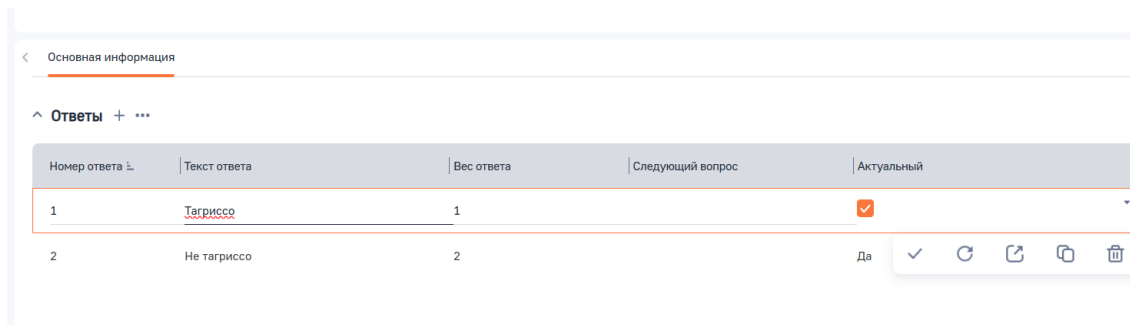 Основная информация
Ответы
Номер ответа Текст ответа Вес ответа Следующий вопрос Актуальный
1 Тагриссо 1
2 Не тагриссо 2 Да